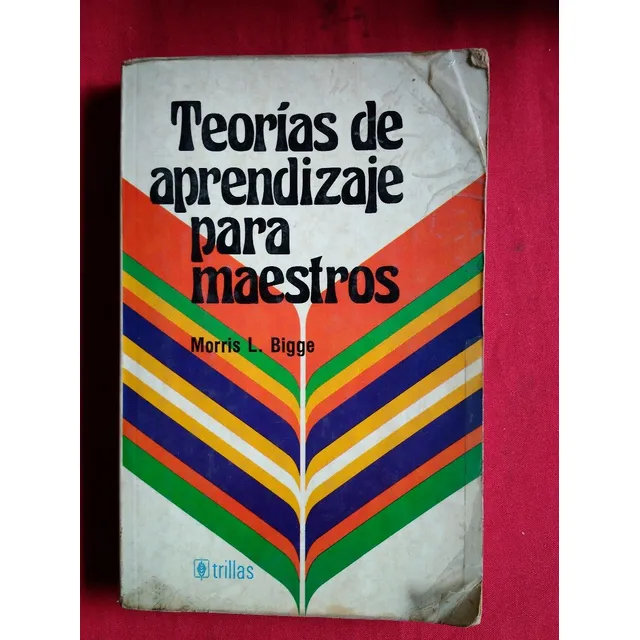 Teorías de
aprendizaje
para
maestros
Morris L. Bigge
trillas